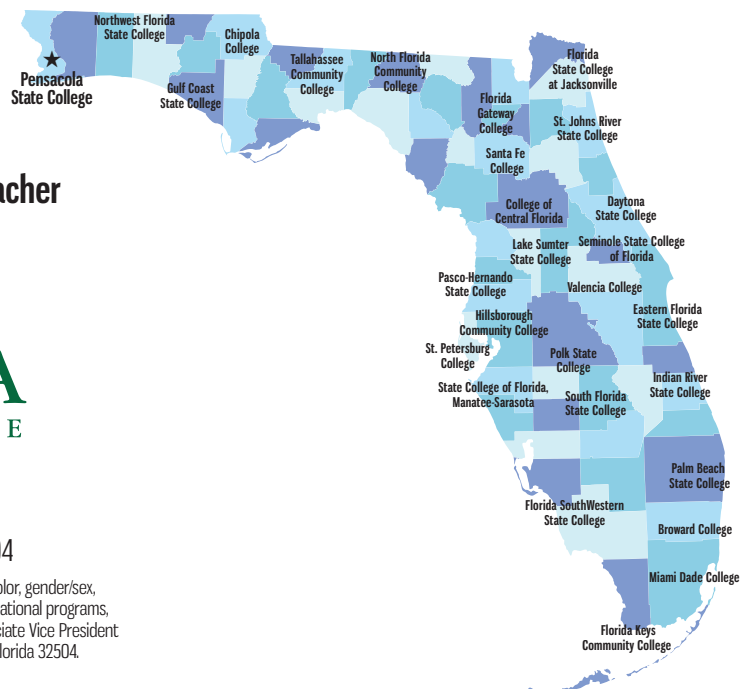 Northwest Florida
State College
Chipola
College
Pensacola
State College
Gulf Coast
State College
Tallahassee
Community
College
North Florida
Community
College
Florida
State College
at Jacksonville
Florida
Gateway
College
St. Johns River
State College
Santa Fe
College
College of
Central Florida
Daytona
State College
Lake Sumter
State College
Seminole State College
of Florida
Pasco-Hernando
State College
Valencia College
Hillsborough
Community College
Eastern Florida
State College
St. Petersburg
College
Polk State
College
State College of Florida,
Manatee-Sarasota
South Florida
State College
Indian River
State College
Palm Beach
State College
Florida SouthWestern
State College
Broward College
Miami Dade College
Florida Keys
Community College
acher
A
E
04
olor, gender/sex,
ational programs,
ciate Vice President
lorida 32504.